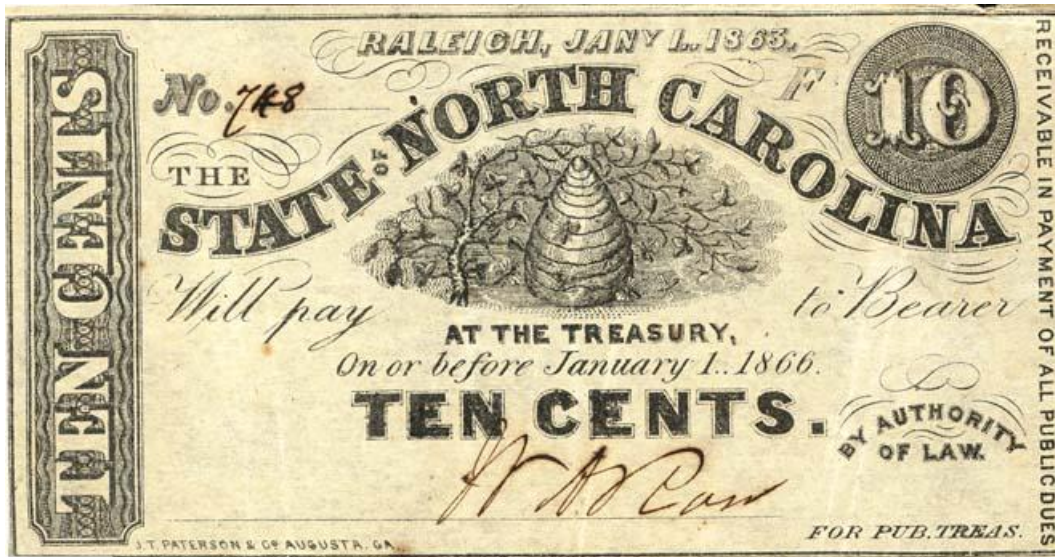 RALEIGH, JANY 1..1863.
No. 748
F
10
THE
STATE OF NORTH CAROLINA
Will pay to Bearer
AT THE TREASURY,
On or before January 1..1866.
TEN CENTS.
BY AUTHORITY
OF LAW.
FOR PUB. TREAS.
J.T. PATERSON & Co AUGUSTA, GA
TEN CENTS
RECEIVABLE IN PAYMENT OF ALL PUBLIC DUES